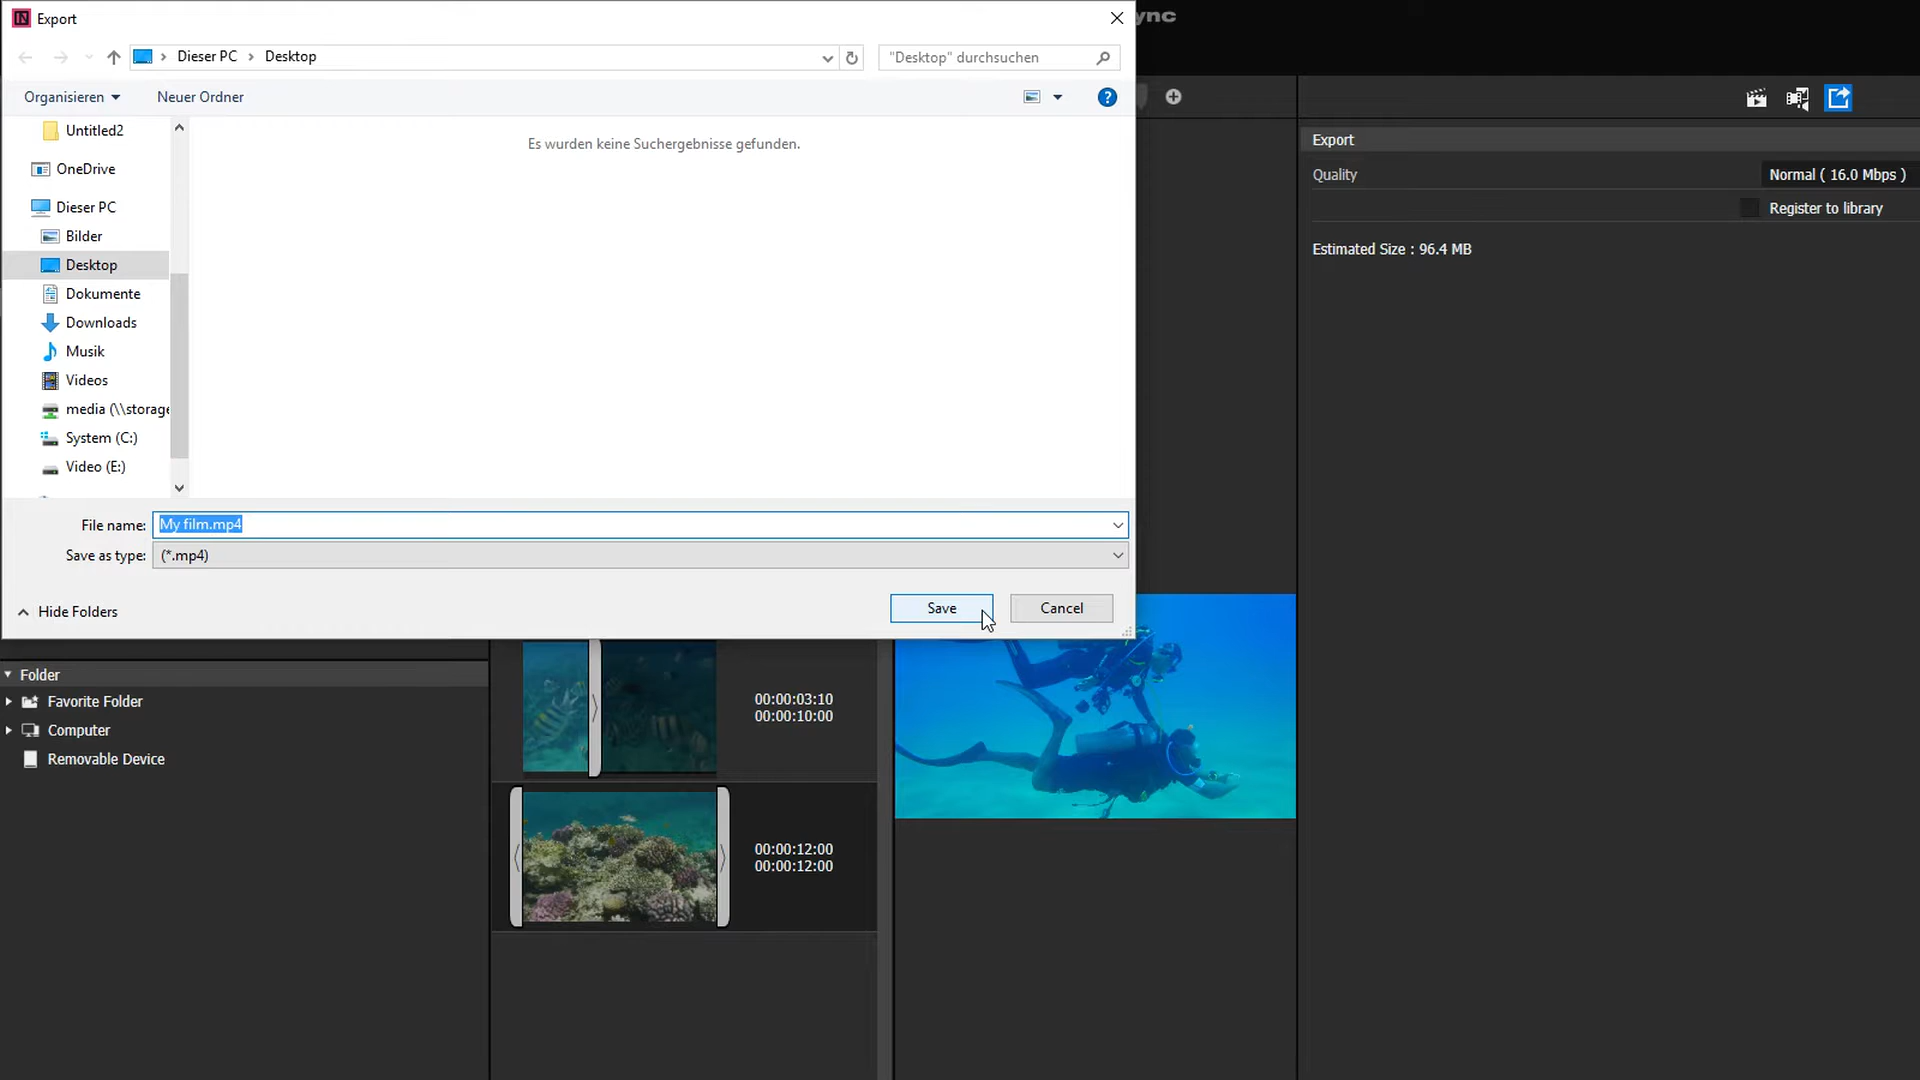 Export
ync
Dieser PC
Desktop
"Desktop" durchsuchen
Organisieren
Neuer Ordner
Untitled2
OneDrive
Dieser PC
Bilder
Desktop
Dokumente
Downloads
Musik
Videos
media (\\storage
System (C:)
Video (E:)
Es wurden keine Suchergebnisse gefunden.
File name: My film.mp4
Save as type: (*.mp4)
Hide Folders
Save
Cancel
Export
Quality Normal ( 16.0 Mbps )
Register to library
Estimated Size : 96.4 MB
Folder
Favorite Folder
Computer
Removable Device
00:00:03:10
00:00:10:00
00:00:12:00
00:00:12:00